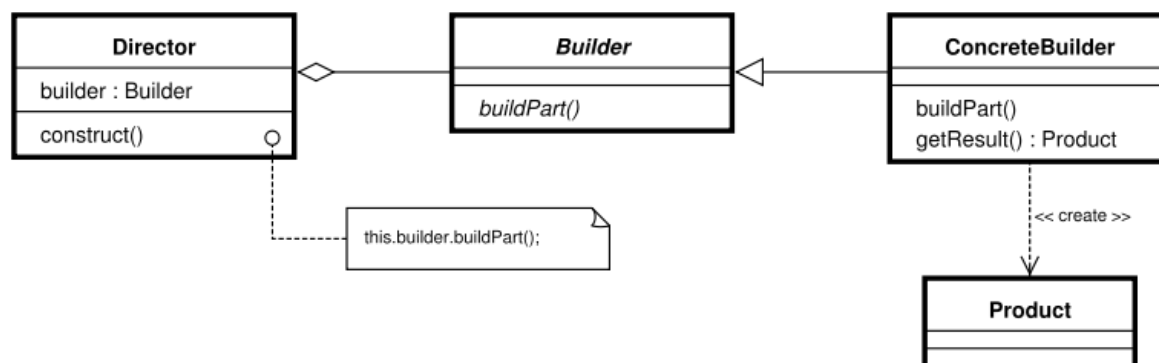 Director
builder : Builder
construct()
Builder
buildPart()
ConcreteBuilder
buildPart()
getResult() : Product
this.builder.buildPart();
<< create >>
Product